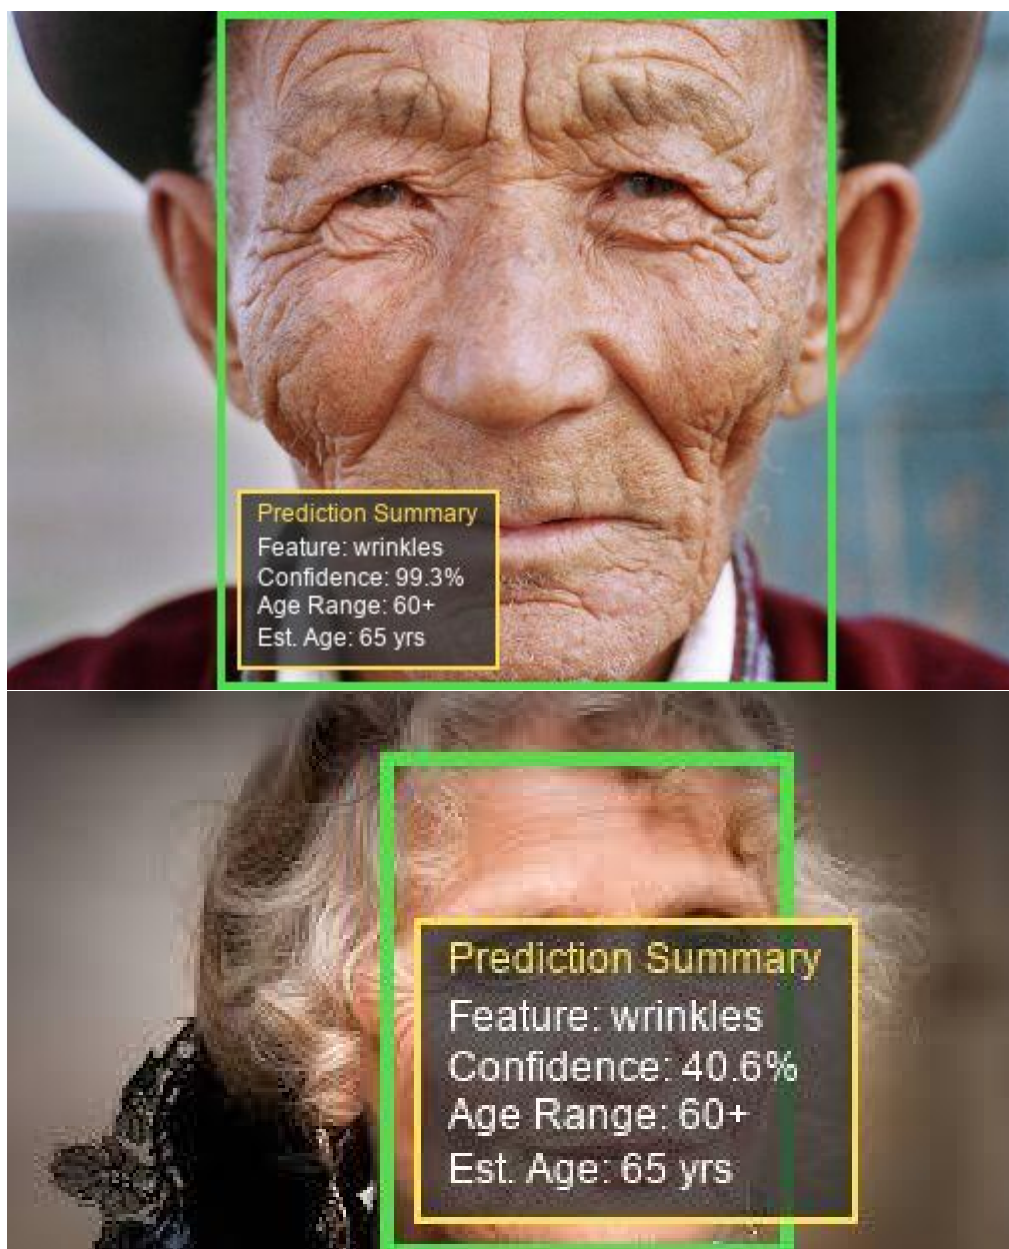 Prediction Summary
Feature: wrinkles
Confidence: 99.3%
Age Range: 60+
Est. Age: 65 yrs
Prediction Summary
Feature: wrinkles
Confidence: 40.6%
Age Range: 60+
Est. Age: 65 yrs